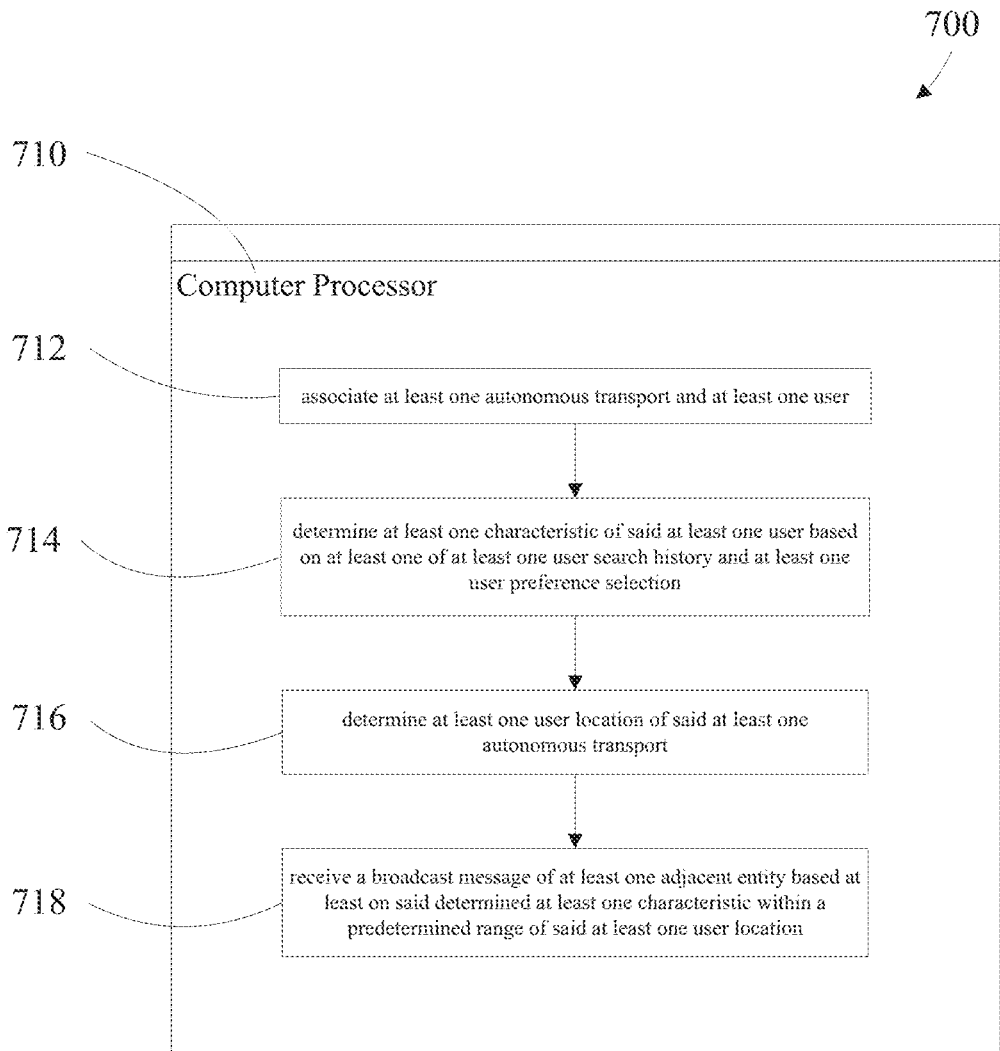 700
710
Computer Processor
712
associate at least one autonomous transport and at least one user
714
determine at least one characteristic of said at least one user based
on at least one of at least one user search history and at least one
user preference selection
716
determine at least one user location of said at least one
autonomous transport
718
receive a broadcast message of at least one adjacent entity based at
least on said determined at least one characteristic within a
predetermined range of said at least one user location